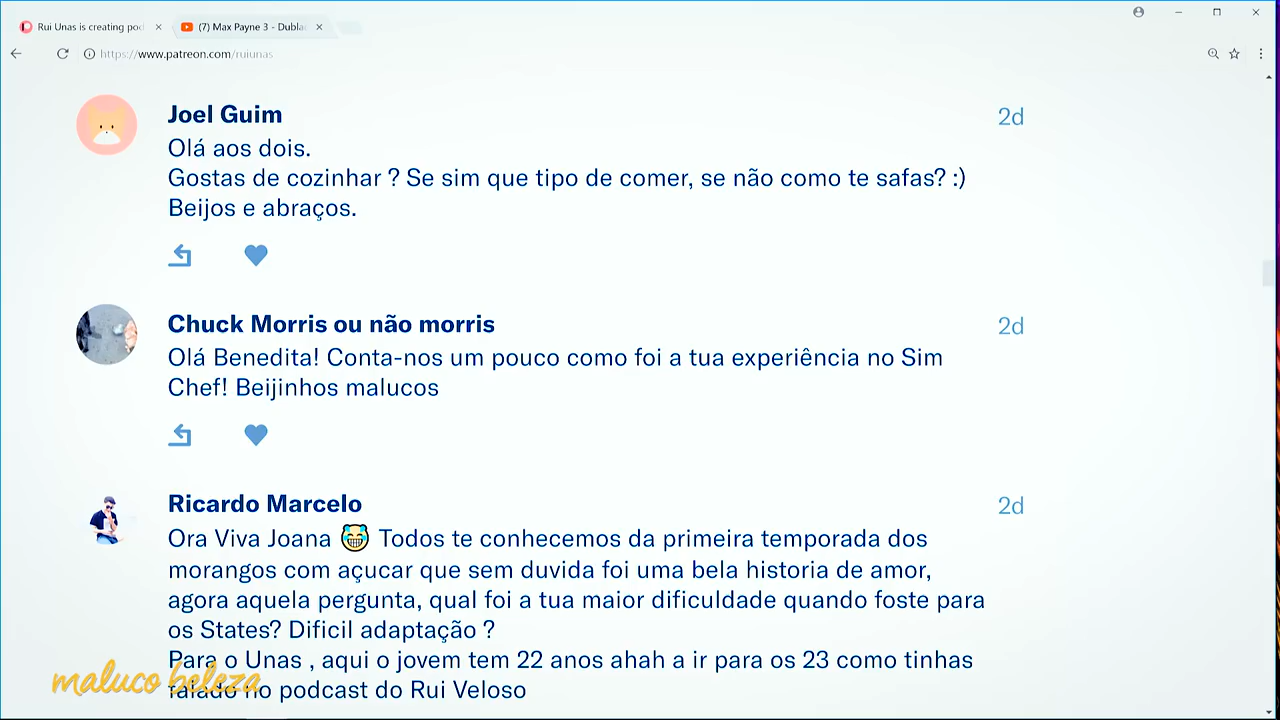 Rui Unas is creating pod
(7) Max Payne 3 - Dubla
https://www.patreon.com/ruiunas
Joel Guim
2d
Olá aos dois.
Gostas de cozinhar ? Se sim que tipo de comer, se não como te safas? :)
Beijos e abraços.
Chuck Morris ou não morris
2d
Olá Benedita! Conta-nos um pouco como foi a tua experiência no Sim
Chef! Beijinhos malucos
Ricardo Marcelo
2d
Ora Viva Joana 😹 Todos te conhecemos da primeira temporada dos
morangos com açucar que sem duvida foi uma bela historia de amor,
agora aquela pergunta, qual foi a tua maior dificuldade quando foste para
os States? Dificil adaptação ?
Para o Unas , aqui o jovem tem 22 anos ahah a ir para os 23 como tinhas
falado no podcast do Rui Veloso
maluco beleza